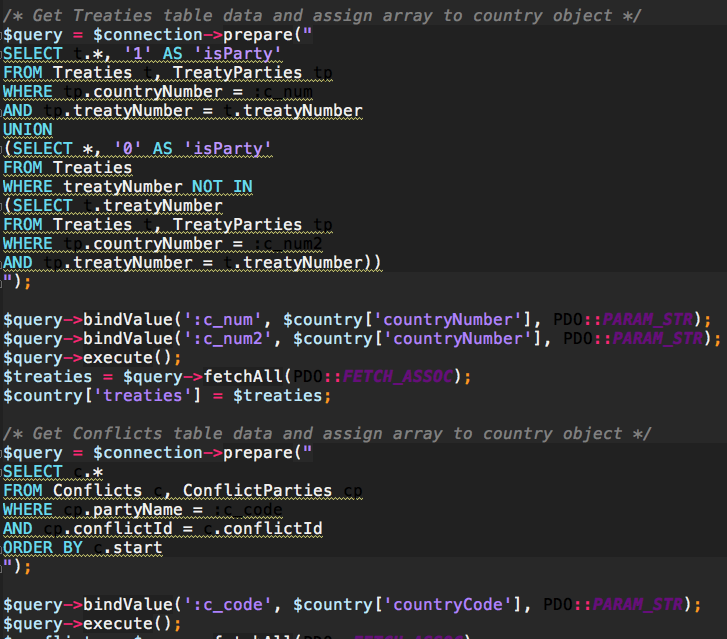 /* Get Treaties table data and assign array to country object */
$query = $connection->prepare("
SELECT t.*, '1' AS 'isParty'
FROM Treaties t, TreatyParties tp
WHERE tp.countryNumber = :c_num
AND tp.treatyNumber = t.treatyNumber
UNION
(SELECT *, '0' AS 'isParty'
FROM Treaties
WHERE treatyNumber NOT IN
(SELECT t.treatyNumber
FROM Treaties t, TreatyParties tp
WHERE tp.countryNumber = :c_num2
AND tp.treatyNumber = t.treatyNumber))
");
$query->bindValue(':c_num', $country['countryNumber'], PDO::PARAM_STR);
$query->bindValue(':c_num2', $country['countryNumber'], PDO::PARAM_STR);
$query->execute();
$treaties = $query->fetchAll(PDO::FETCH_ASSOC);
$country['treaties'] = $treaties;
/* Get Conflicts table data and assign array to country object */
$query = $connection->prepare("
SELECT c.*
FROM Conflicts c, ConflictParties cp
WHERE cp.partyName = :c_code
AND cp.conflictId = c.conflictId
ORDER BY c.start
");
$query->bindValue(':c_code', $country['countryCode'], PDO::PARAM_STR);
$query->execute();